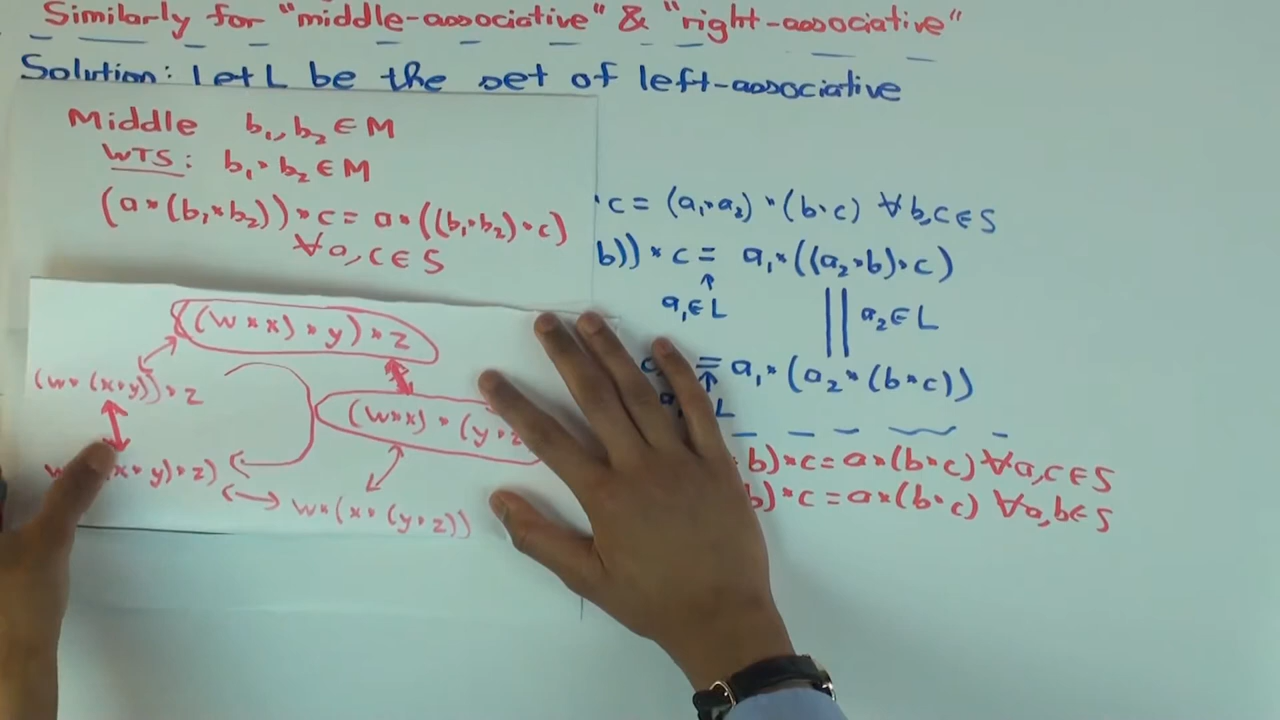 Similarly for "middle-associative" & "right-associative"
Solution: Let L be the set of left-associative
Middle b₁, b₂ ∈ M
WTS: b₁ * b₂ ∈ M
(a * (b₁ * b₂)) * c = a * ((b₁ * b₂) * c)
∀ a, c ∈ S
* c = (a₁ * a₂) * (b * c) ∀ b, c ∈ S
b)) * c = a₁ * ((a₂ * b) * c)
↑
a₁ ∈ L || a₂ ∈ L
= a₁ * (a₂ * (b * c))
↑
L
((w * x) * y) * z
(w * (x * y)) * z
(w * x) * (y * z
x * y) * z)
w * (x * (y * z))
b) * c = a * (b * c) ∀ a, c ∈ S
b) * c = a * (b * c) ∀ a, b ∈ S